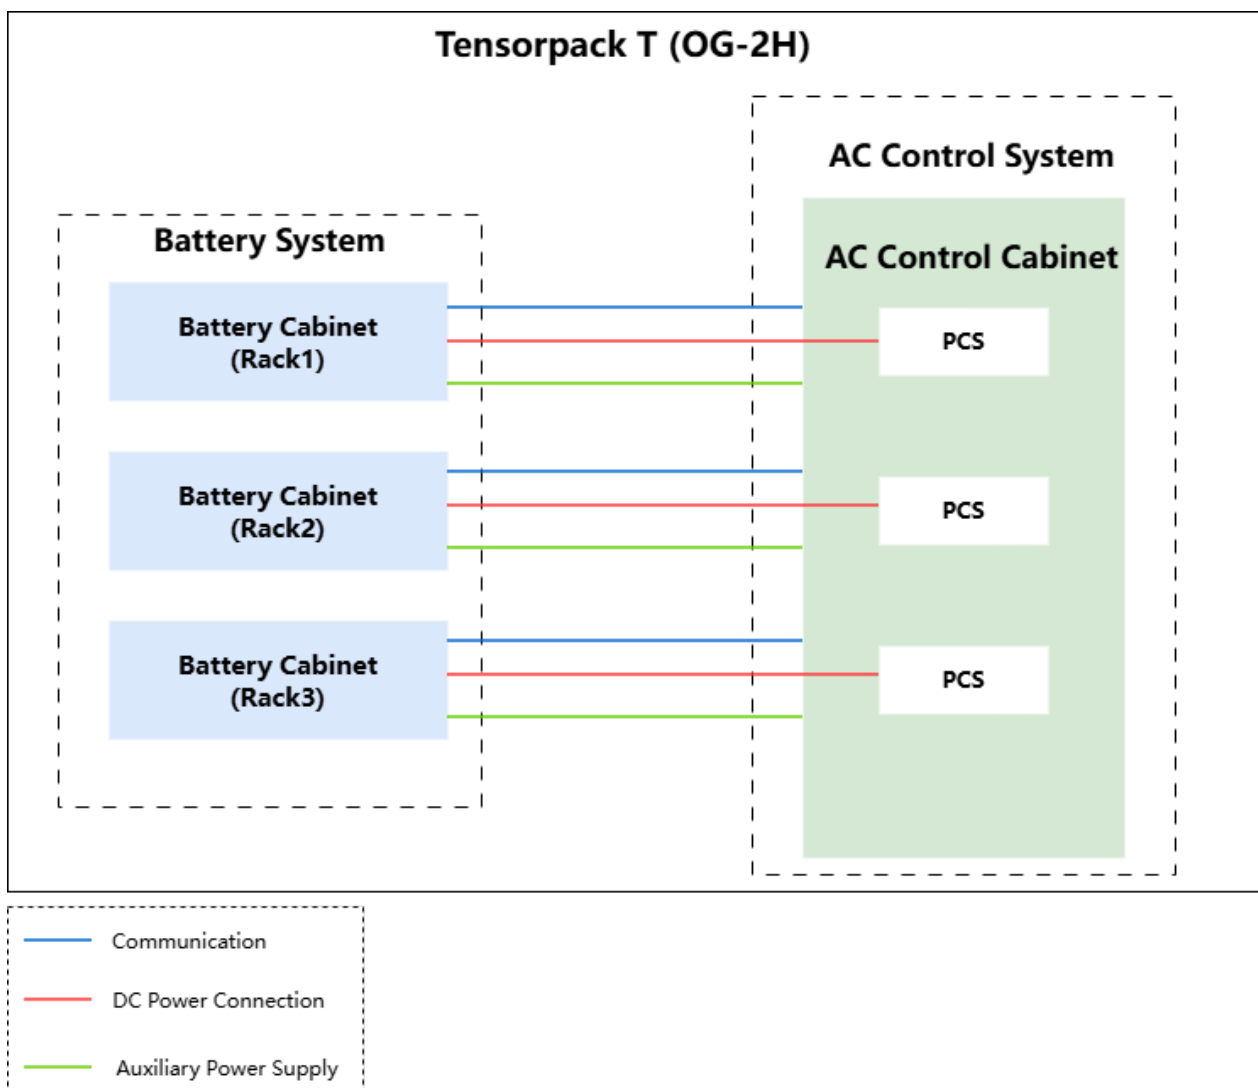 Tensorpack T (OG-2H)
AC Control System
AC Control Cabinet
Battery System
Battery Cabinet
(Rack1)
PCS
Battery Cabinet
(Rack2)
PCS
Battery Cabinet
(Rack3)
PCS
Communication
DC Power Connection
Auxiliary Power Supply